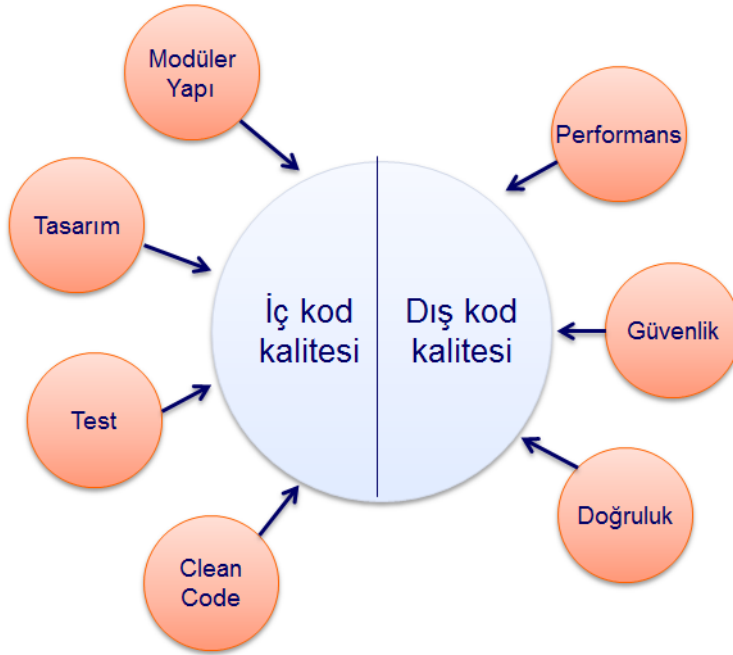 Modüler
Yapı
Performans
Tasarım
İç kod
kalitesi
Dış kod
kalitesi
Güvenlik
Test
Doğruluk
Clean
Code